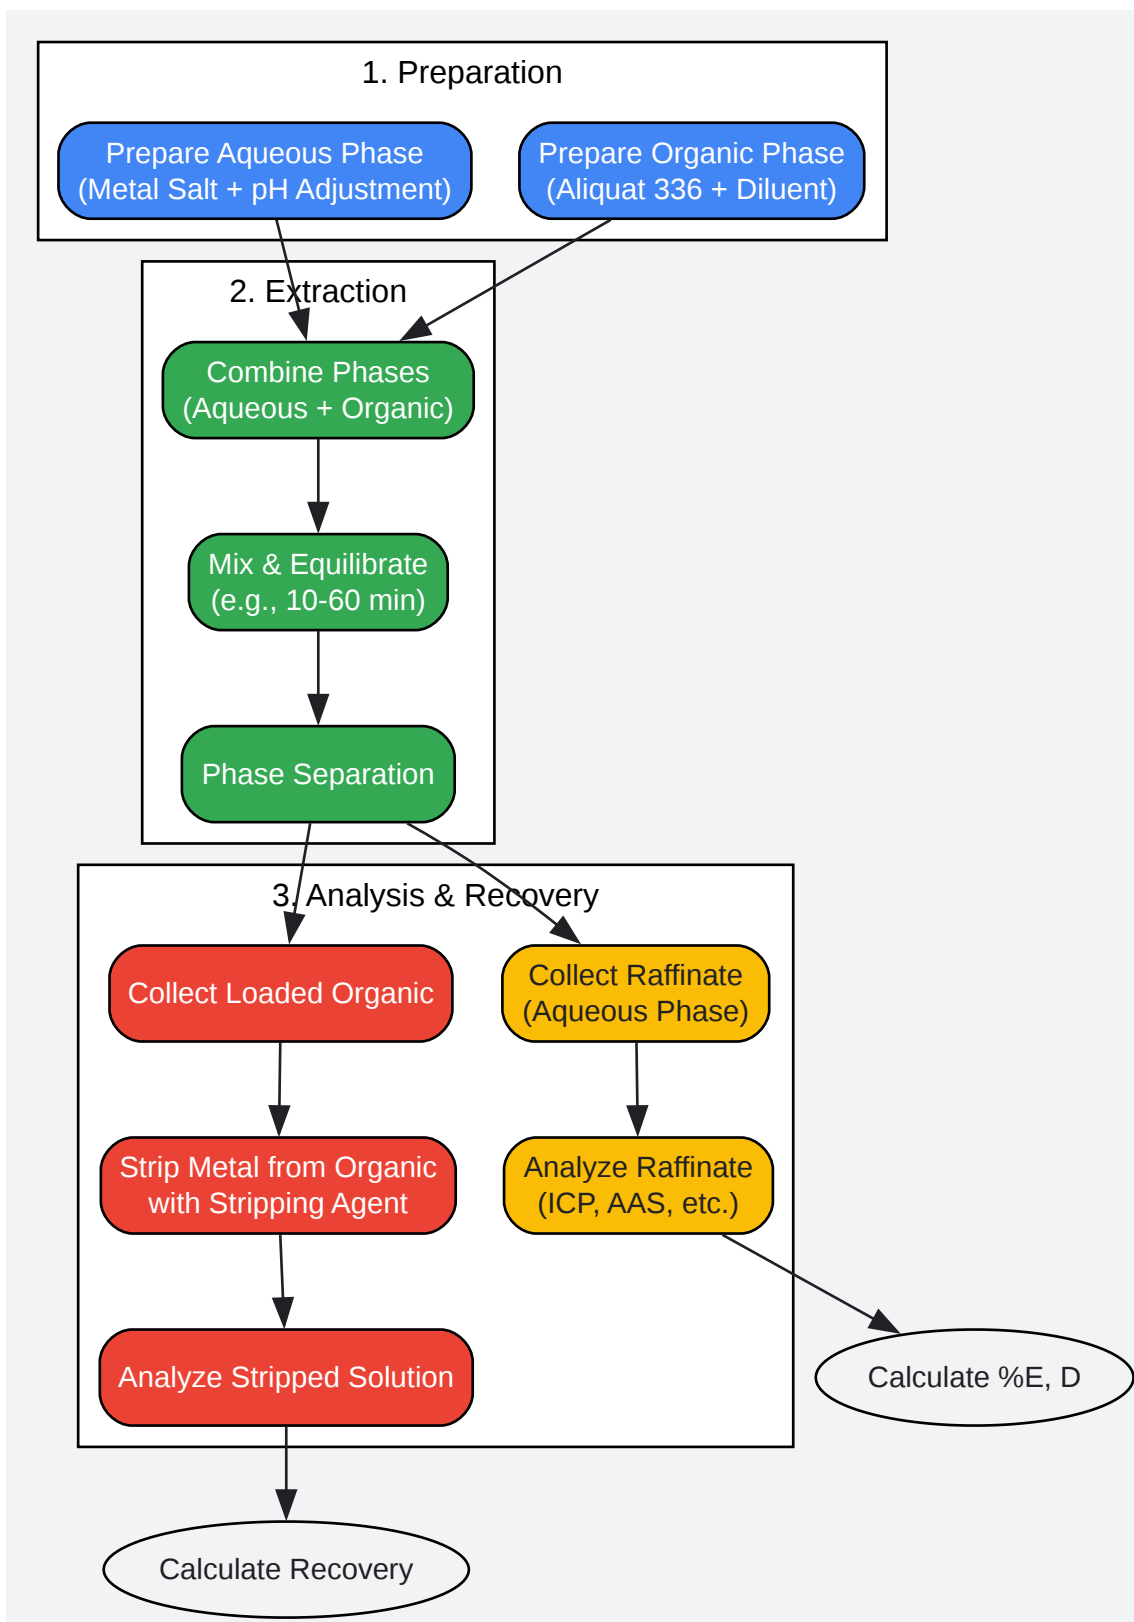 1. Preparation
Prepare Aqueous Phase
(Metal Salt + pH Adjustment)
Prepare Organic Phase
(Aliquat 336 + Diluent)
2. Extraction
Combine Phases
(Aqueous + Organic)
Mix & Equilibrate
(e.g., 10-60 min)
Phase Separation
3. Analysis & Recovery
Collect Loaded Organic
Collect Raffinate
(Aqueous Phase)
Strip Metal from Organic
with Stripping Agent
Analyze Raffinate
(ICP, AAS, etc.)
Analyze Stripped Solution
Calculate %E, D
Calculate Recovery